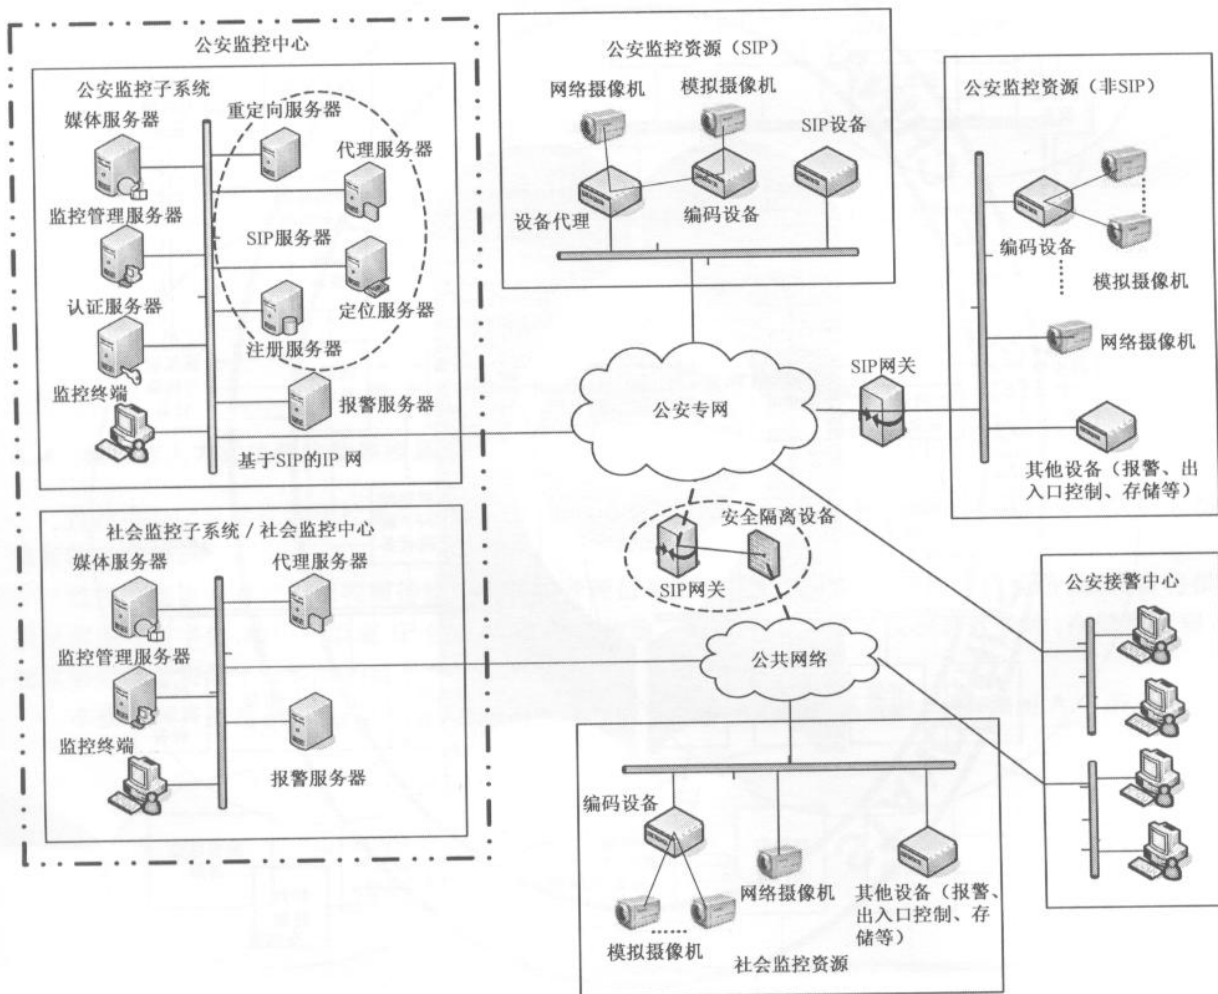 公安监控中心
公安监控子系统
媒体服务器
重定向服务器
代理服务器
监控管理服务器
SIP服务器
认证服务器
定位服务器
注册服务器
监控终端
报警服务器
基于SIP的IP 网
社会监控子系统 / 社会监控中心
媒体服务器
代理服务器
监控管理服务器
监控终端
报警服务器
公安监控资源（SIP）
网络摄像机
模拟摄像机
SIP设备
设备代理
编码设备
公安监控资源（非SIP）
编码设备
模拟摄像机
网络摄像机
其他设备（报警、出
入口控制、存储等）
公安专网
SIP网关
安全隔离设备
SIP网关
公共网络
公安接警中心
编码设备
网络摄像机
模拟摄像机
其他设备（报警、
出入口控制、存
储等）
社会监控资源